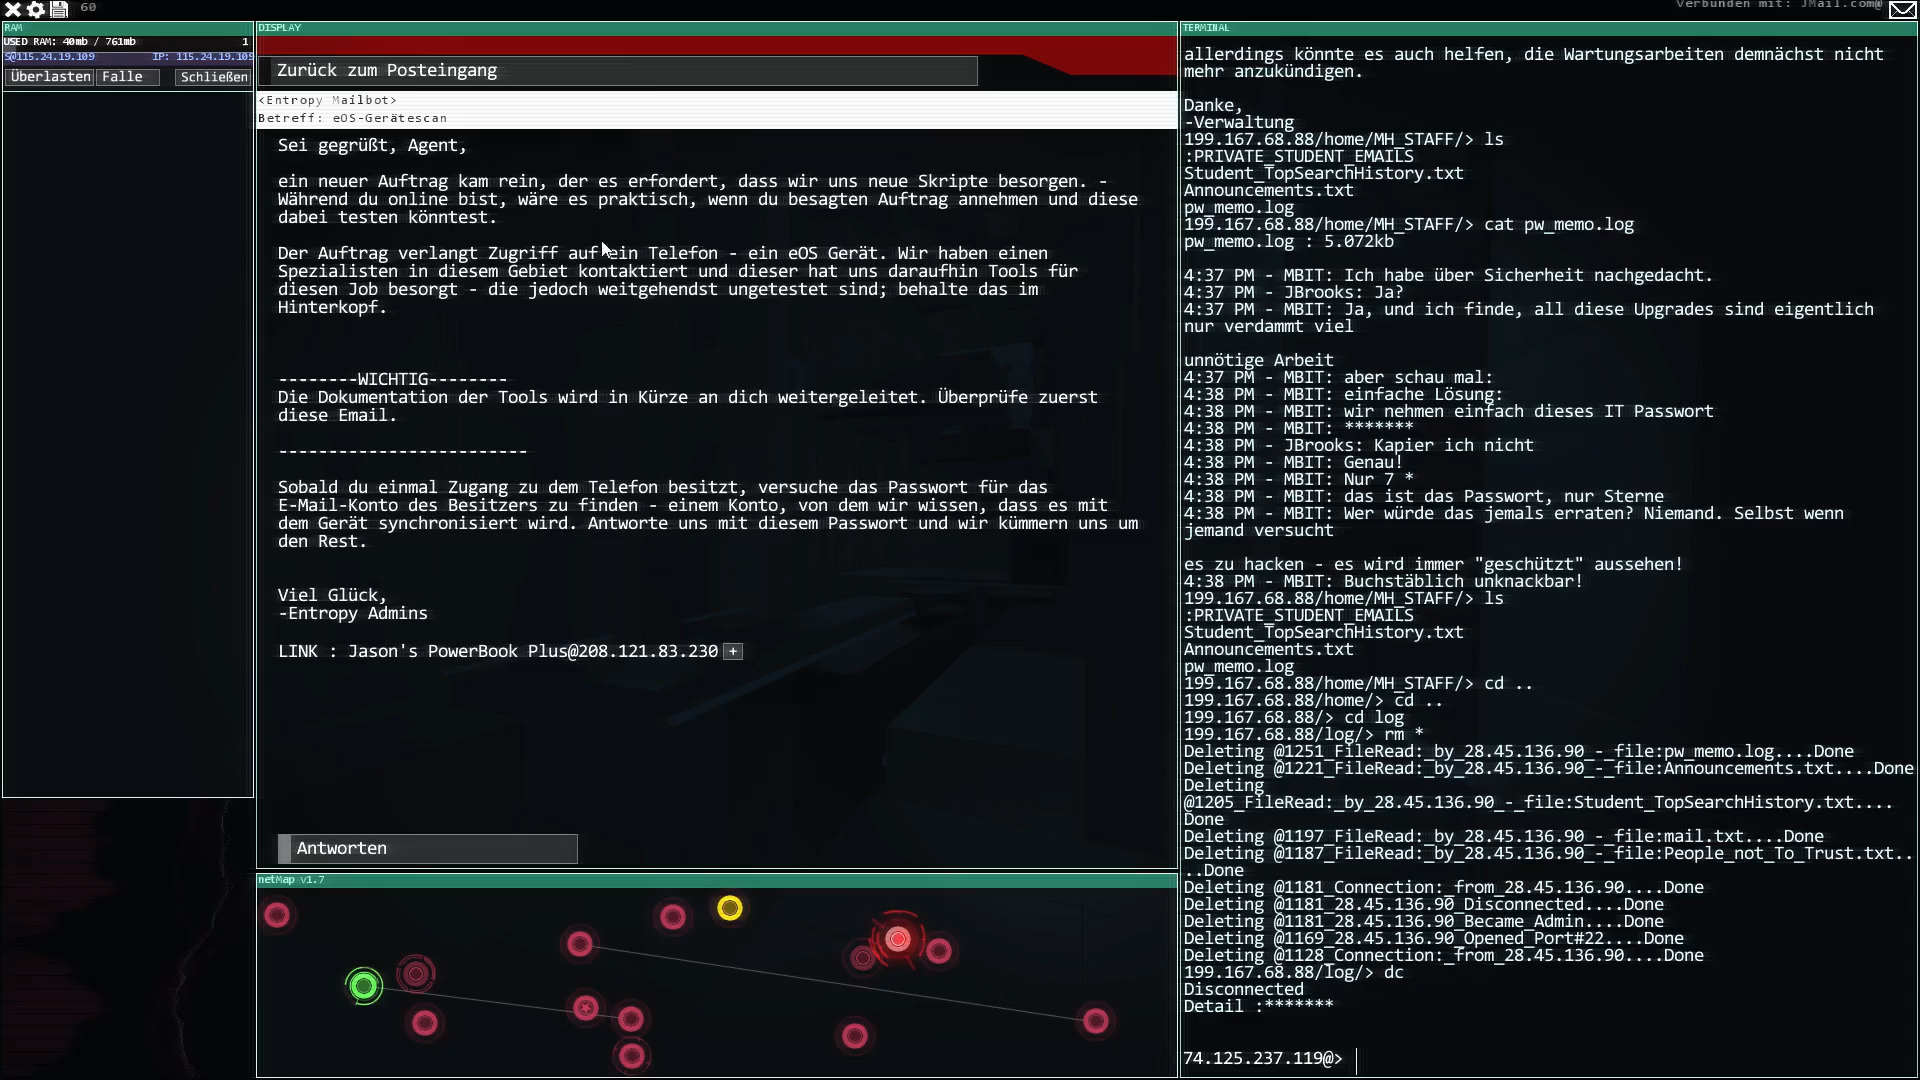 60
Verbunden mit: JMail.com@
RAM
USED RAM: 40mb / 761mb 1
S@115.24.19.109 IP: 115.24.19.109
Überlasten Falle Schließen
DISPLAY
Zurück zum Posteingang
<Entropy Mailbot>
Betreff: eOS-Gerätescan
Sei gegrüßt, Agent,
ein neuer Auftrag kam rein, der es erfordert, dass wir uns neue Skripte besorgen. -
Während du online bist, wäre es praktisch, wenn du besagten Auftrag annehmen und diese
dabei testen könntest.
Der Auftrag verlangt Zugriff auf ein Telefon - ein eOS Gerät. Wir haben einen
Spezialisten in diesem Gebiet kontaktiert und dieser hat uns daraufhin Tools für
diesen Job besorgt - die jedoch weitgehendst ungetestet sind; behalte das im
Hinterkopf.
--------WICHTIG--------
Die Dokumentation der Tools wird in Kürze an dich weitergeleitet. Überprüfe zuerst
diese Email.
-------------------------
Sobald du einmal Zugang zu dem Telefon besitzt, versuche das Passwort für das
E-Mail-Konto des Besitzers zu finden - einem Konto, von dem wir wissen, dass es mit
dem Gerät synchronisiert wird. Antworte uns mit diesem Passwort und wir kümmern uns um
den Rest.
Viel Glück,
-Entropy Admins
LINK : Jason's PowerBook Plus@208.121.83.230 +
Antworten
netMap v1.7
TERMINAL
allerdings könnte es auch helfen, die Wartungsarbeiten demnächst nicht
mehr anzukündigen.
Danke,
-Verwaltung
199.167.68.88/home/MH_STAFF/> ls
:PRIVATE_STUDENT_EMAILS
Student_TopSearchHistory.txt
Announcements.txt
pw_memo.log
199.167.68.88/home/MH_STAFF/> cat pw_memo.log
pw_memo.log : 5.072kb
4:37 PM - MBIT: Ich habe über Sicherheit nachgedacht.
4:37 PM - JBrooks: Ja?
4:37 PM - MBIT: Ja, und ich finde, all diese Upgrades sind eigentlich
nur verdammt viel
unnötige Arbeit
4:37 PM - MBIT: aber schau mal:
4:38 PM - MBIT: einfache Lösung:
4:38 PM - MBIT: wir nehmen einfach dieses IT Passwort
4:38 PM - MBIT: *******
4:38 PM - JBrooks: Kapier ich nicht
4:38 PM - MBIT: Genau!
4:38 PM - MBIT: Nur 7 *
4:38 PM - MBIT: das ist das Passwort, nur Sterne
4:38 PM - MBIT: Wer würde das jemals erraten? Niemand. Selbst wenn
jemand versucht
es zu hacken - es wird immer "geschützt" aussehen!
4:38 PM - MBIT: Buchstäblich unknackbar!
199.167.68.88/home/MH_STAFF/> ls
:PRIVATE_STUDENT_EMAILS
Student_TopSearchHistory.txt
Announcements.txt
pw_memo.log
199.167.68.88/home/MH_STAFF/> cd ..
199.167.68.88/home/> cd ..
199.167.68.88/> cd log
199.167.68.88/log/> rm *
Deleting @1251_FileRead:_by_28.45.136.90_-_file:pw_memo.log....Done
Deleting @1221_FileRead:_by_28.45.136.90_-_file:Announcements.txt....Done
Deleting
@1205_FileRead:_by_28.45.136.90_-_file:Student_TopSearchHistory.txt....
Done
Deleting @1197_FileRead:_by_28.45.136.90_-_file:mail.txt....Done
Deleting @1187_FileRead:_by_28.45.136.90_-_file:People_not_To_Trust.txt..
..Done
Deleting @1181_Connection:_from_28.45.136.90....Done
Deleting @1181_28.45.136.90_Disconnected....Done
Deleting @1181_28.45.136.90_Became_Admin....Done
Deleting @1169_28.45.136.90_Opened_Port#22....Done
Deleting @1128_Connection:_from_28.45.136.90....Done
199.167.68.88/log/> dc
Disconnected
Detail :*******
74.125.237.119@>